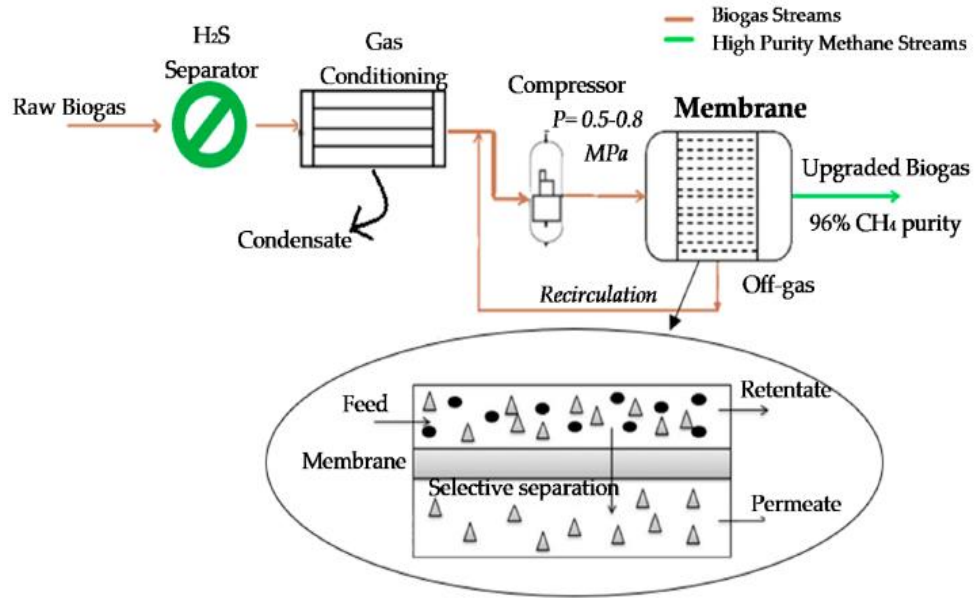 Biogas Streams
High Purity Methane Streams
H₂S
Separator
Gas
Conditioning
Raw Biogas
Compressor
P= 0.5-0.8
MPa
Membrane
Upgraded Biogas
96% CH₄ purity
Condensate
Recirculation
Off-gas
Feed
Retentate
Membrane
Selective separation
Permeate